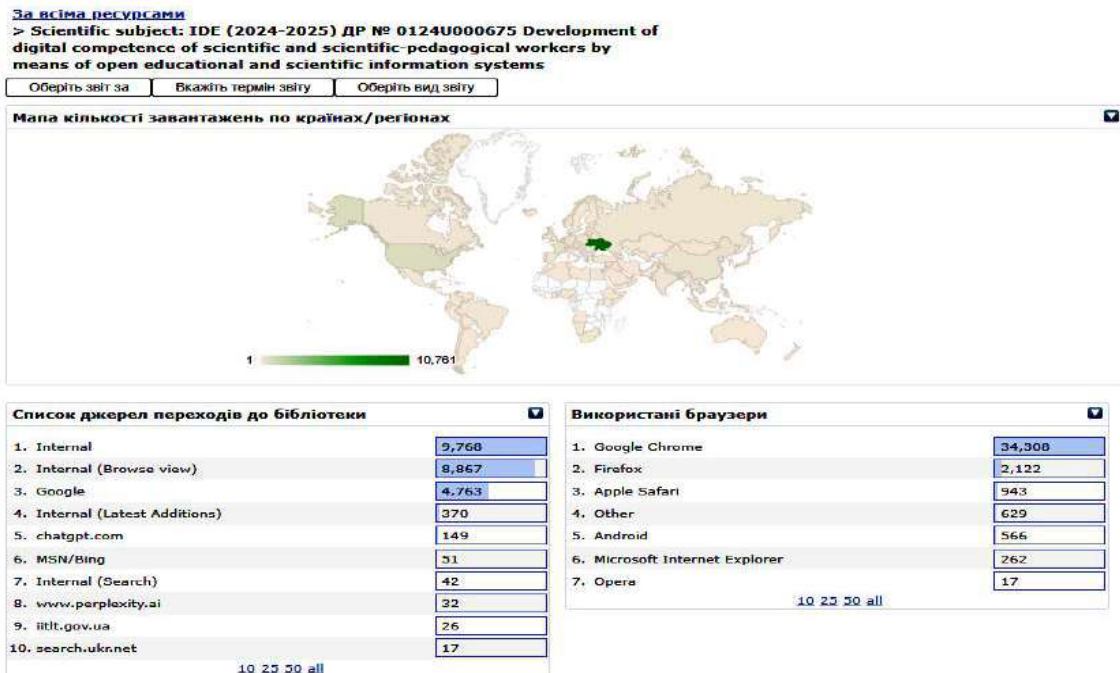 За всіма ресурсами
> Scientific subject: IDE (2024-2025) ДР № 0124U000675 Development of
digital competence of scientific and scientific-pedagogical workers by
means of open educational and scientific information systems
Оберіть звіт за
Вкажіть термін звіту
Оберіть вид звіту
Мапа кількості завантажень по країнах/регіонах
1
10,761
Список джерел переходів до бібліотеки
1. Internal 9,768
2. Internal (Browse view) 8,867
3. Google 4,763
4. Internal (Latest Additions) 370
5. chatgpt.com 149
6. MSN/Bing 51
7. Internal (Search) 42
8. www.perplexity.ai 32
9. iitlt.gov.ua 26
10. search.ukr.net 17
10 25 50 all
Використані браузери
1. Google Chrome 34,308
2. Firefox 2,122
3. Apple Safari 943
4. Other 629
5. Android 566
6. Microsoft Internet Explorer 262
7. Opera 17
10 25 50 all